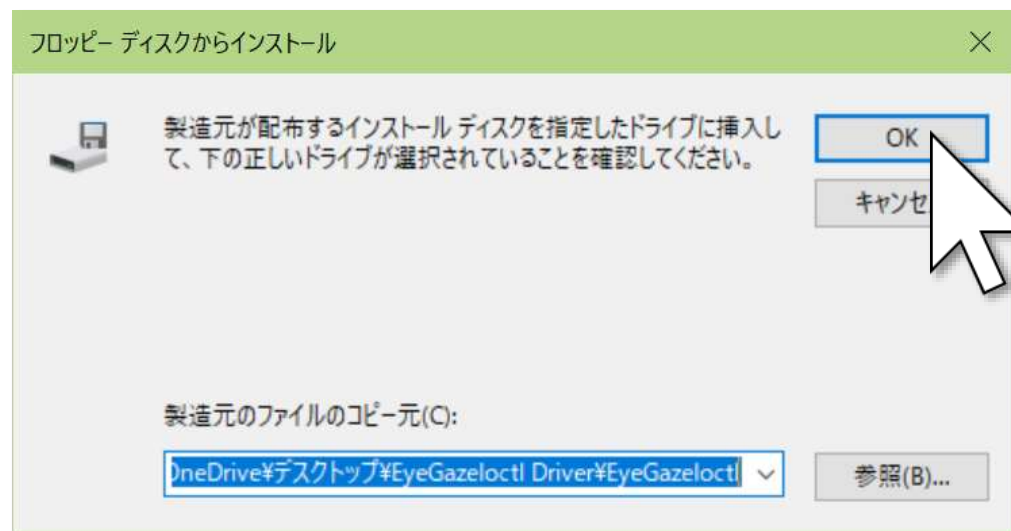 フロッピー ディスクからインストール
製造元が配布するインストール ディスクを指定したドライブに挿入し
て、下の正しいドライブが選択されていることを確認してください。
OK
キャンセ
製造元のファイルのコピー元(C):
OneDrive¥デスクトップ¥EyeGazeIoctl Driver¥EyeGazeIoctl
参照(B)...